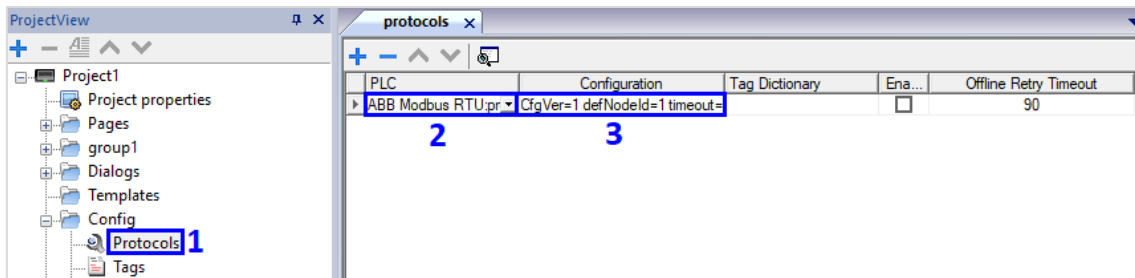 ProjectView
Project1
Project properties
Pages
group1
Dialogs
Templates
Config
Protocols 1
Tags
protocols
PLC Configuration Tag Dictionary Ena... Offline Retry Timeout
ABB Modbus RTU:pr CfgVer=1 defNodeId=1 timeout= 90
2 3